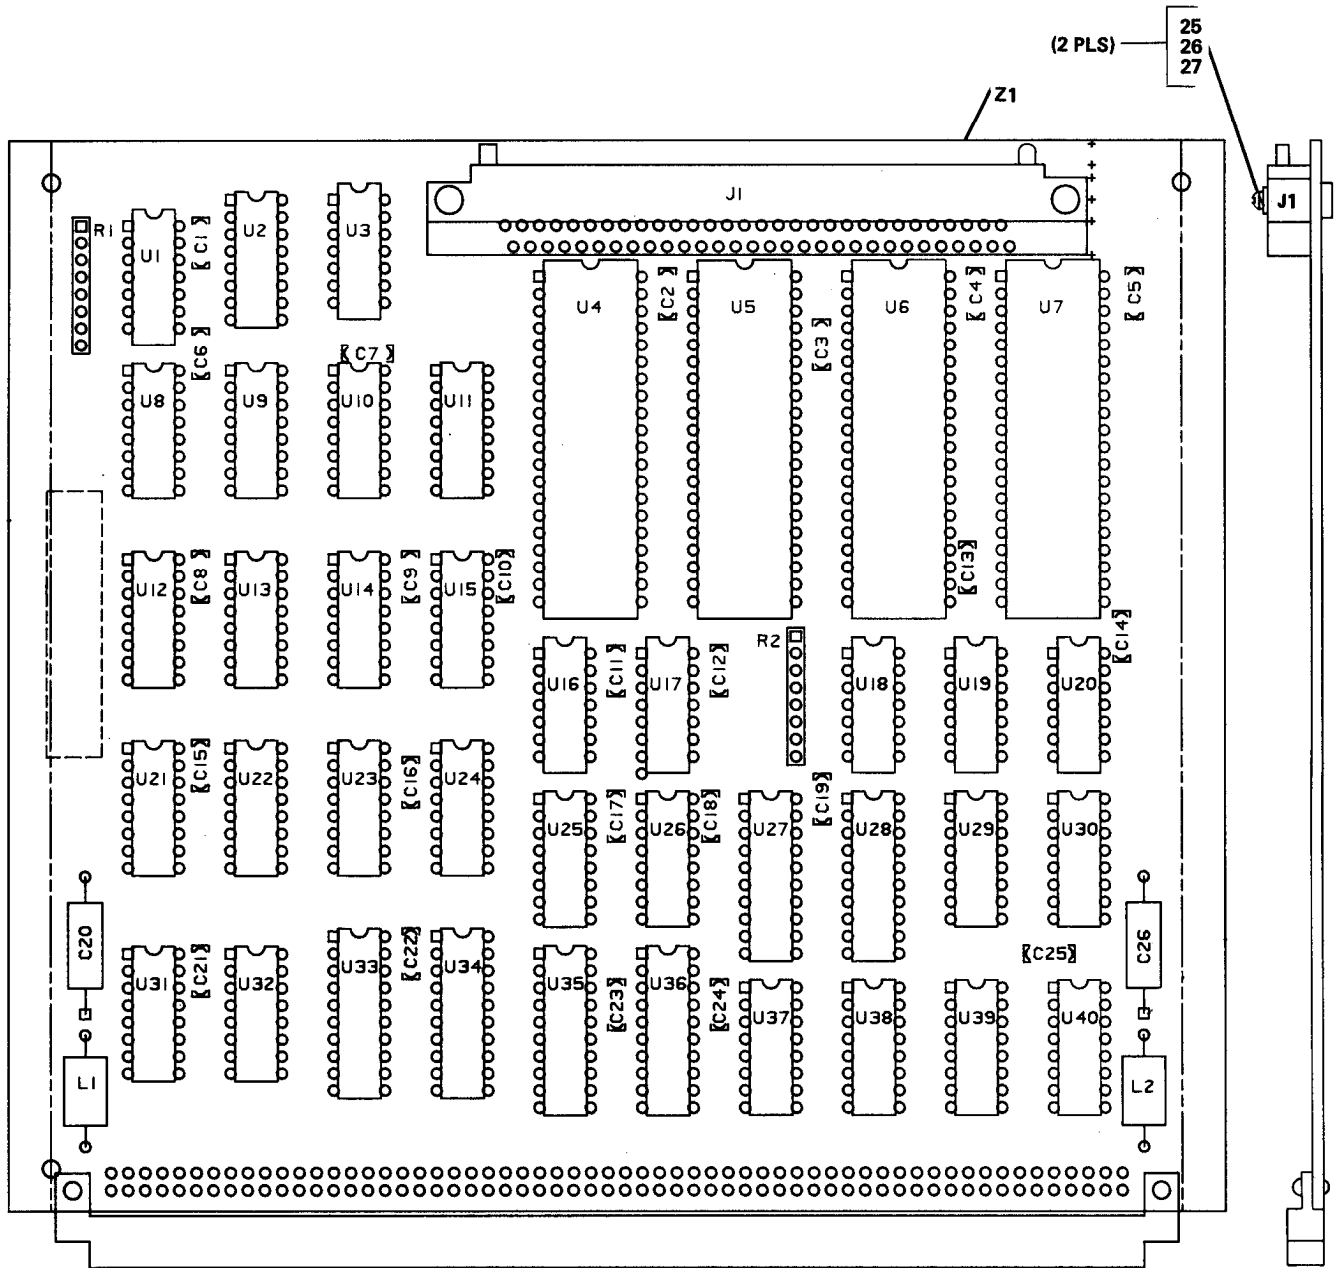 25
(2 PLS) 26
27
Z1
J1
J1
R1 U1 C1 U2 U3
U4 C2 U5 U6 C4 U7 C5
C3
C6 C7
U8 U9 U10 U11
C13
U12 C8 U13 U14 C9 U15 C10
C14
R2
U16 C11 U17 C12 U18 U19 U20
U21 C15 U22 U23 C16 U24
C19
U25 C17 U26 C18 U27 U28 U29 U30
C20 C26
C25
U31 C21 U32 U33 C22 U34 U35 U36
C23 C24 U37 U38 U39 U40
L1 L2